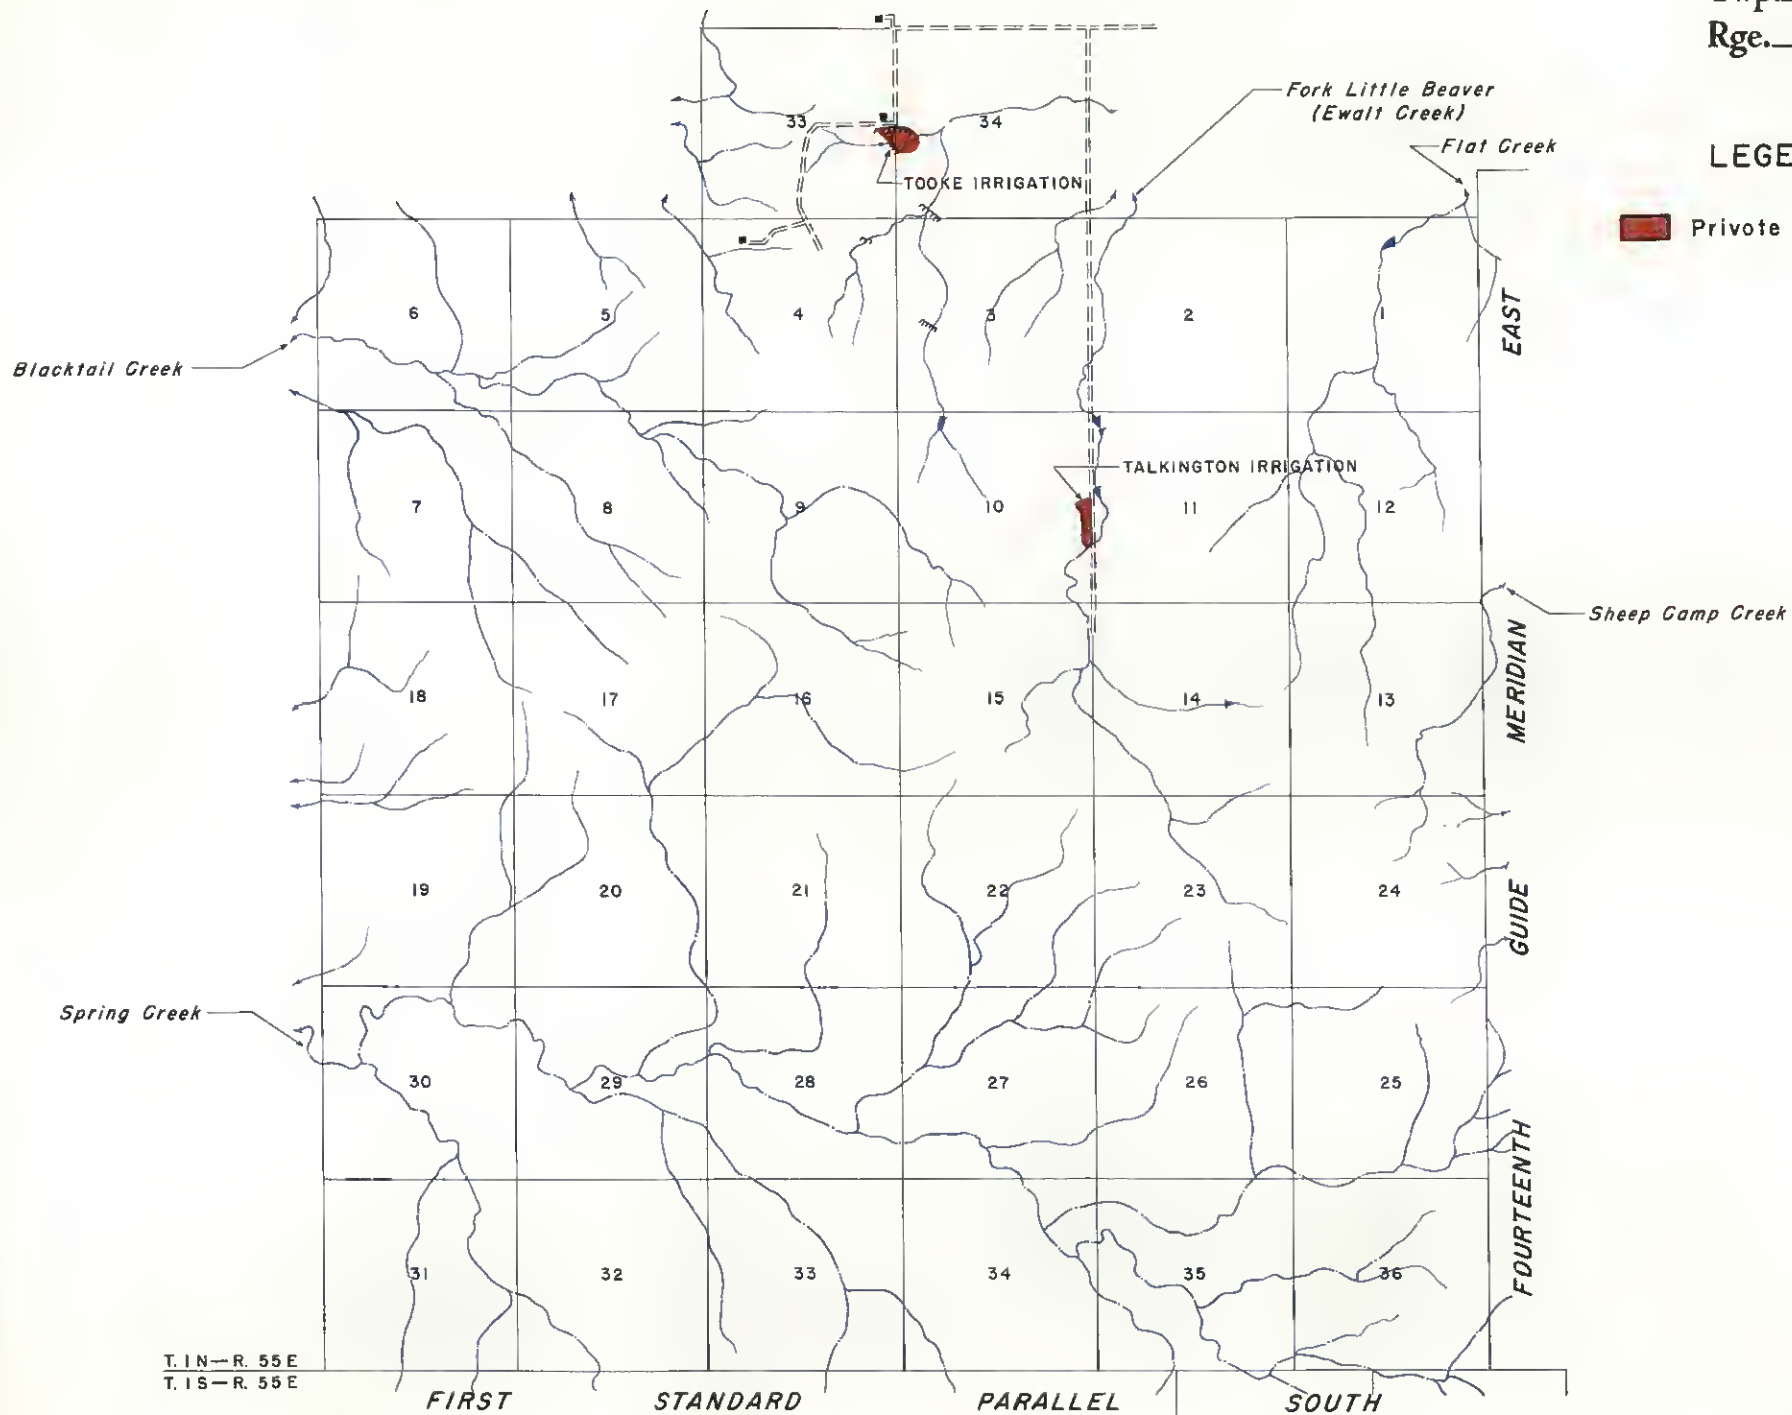 Rge.
Fork Little Beaver
(Ewalt Creek)
33
34
Flat Creek
TOOKE IRRIGATION
Private
6
5
4
3
2
1
EAST
Blacktail Creek
TALKINGTON IRRIGATION
7
8
9
10
11
12
Sheep Camp Creek
MERIDIAN
18
17
16
15
14
13
19
20
21
22
23
24
GUIDE
Spring Creek
30
29
28
27
26
25
FOURTEENTH
31
32
33
34
35
36
T. 1 N—R. 55 E
T. 1 S—R. 55 E
FIRST STANDARD PARALLEL SOUTH